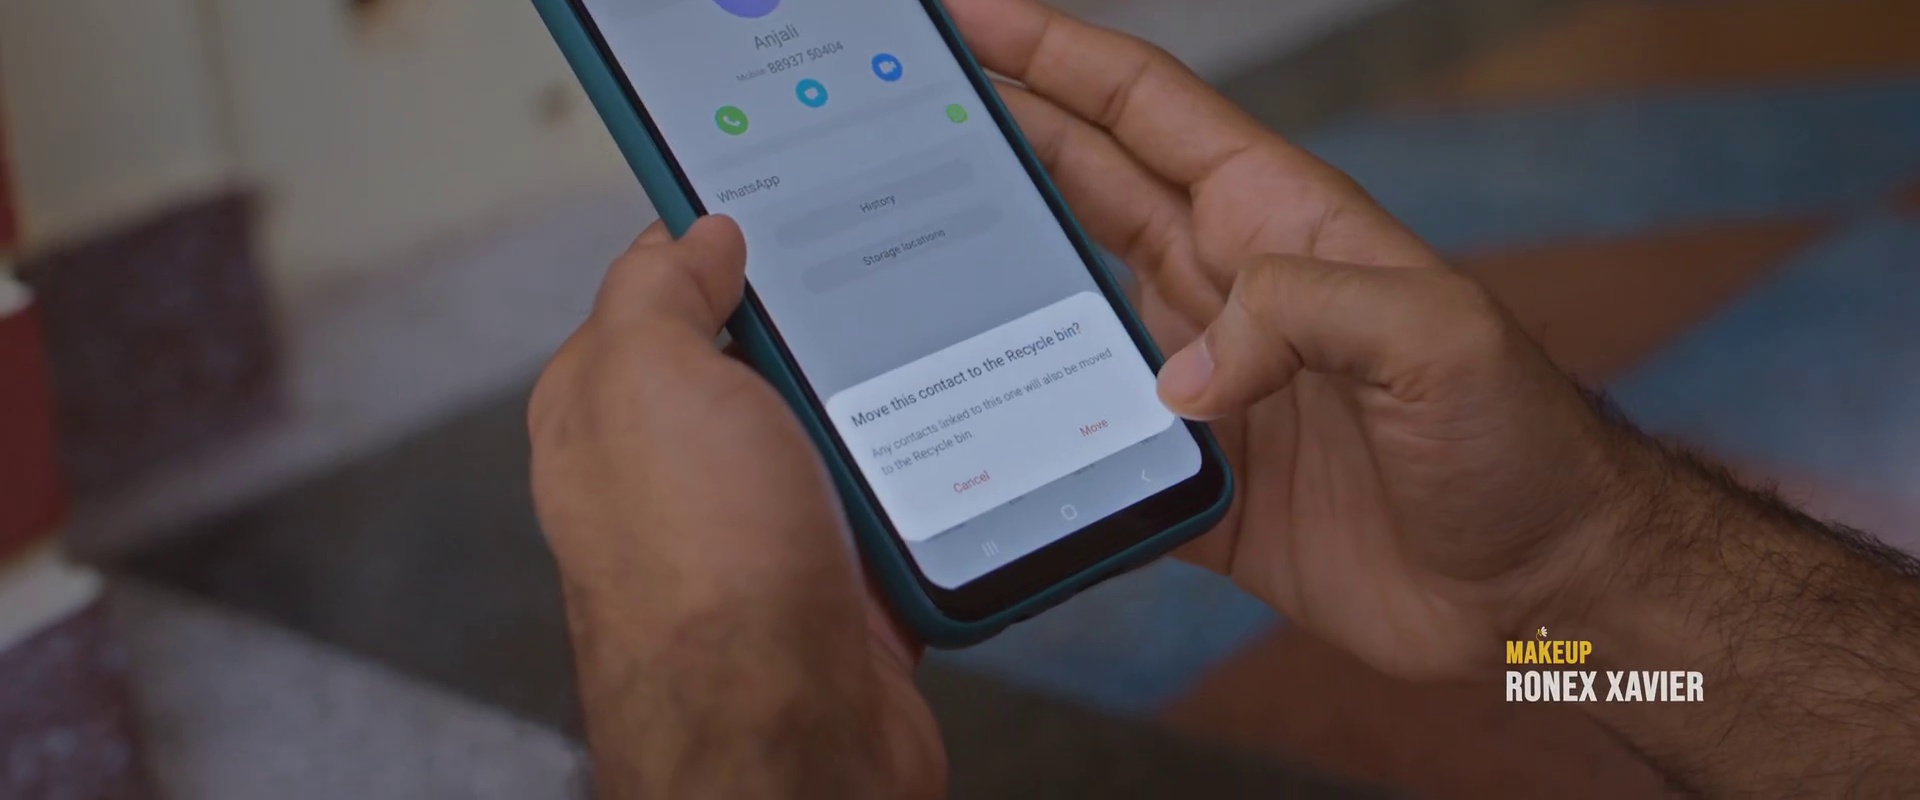 Anjali
Mobile 88937 50404
WhatsApp
History
Storage locations
Move this contact to the Recycle bin?
Any contacts linked to this one will also be moved
to the Recycle bin.
Cancel
Move
MAKEUP
RONEX XAVIER